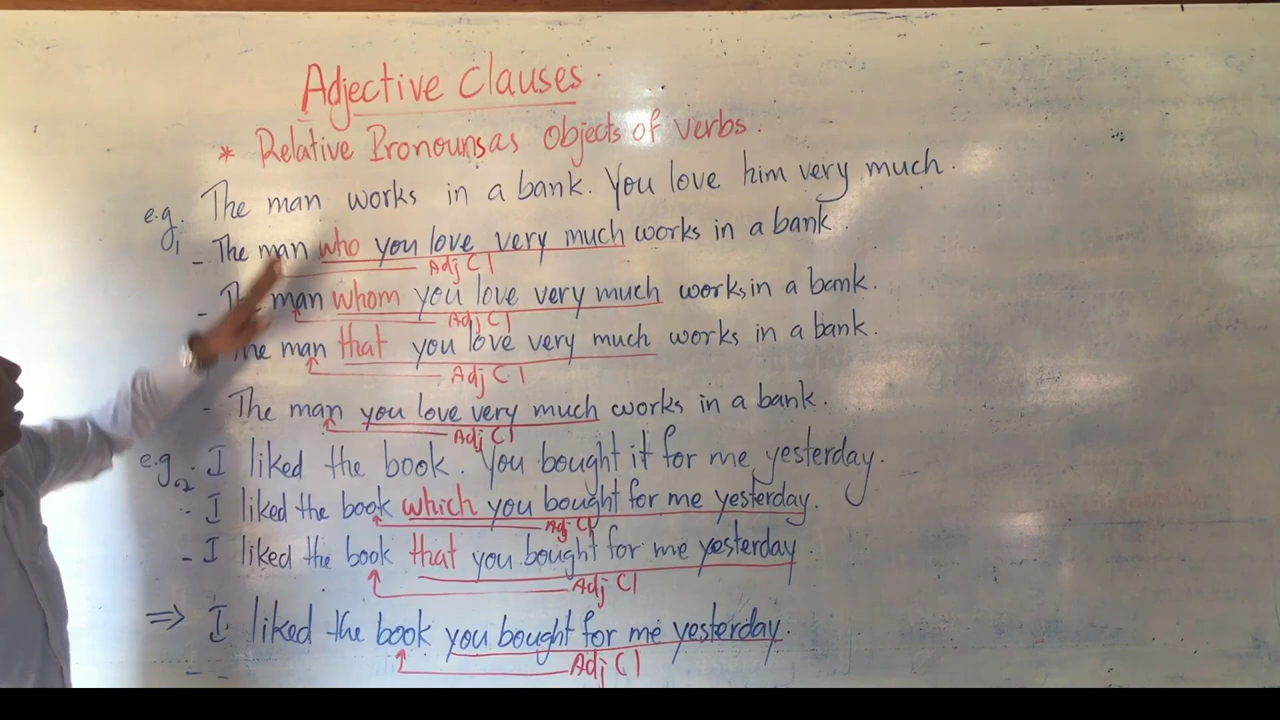 Adjective Clauses.
* Relative Pronouns as objects of verbs.
e.g. 1 The man works in a bank. You love him very much.
- The man who you love very much works in a bank.
Adj Cl
- The man whom you love very much works in a bank.
Adj Cl
The man that you love very much works in a bank.
Adj Cl
- The man you love very much works in a bank.
Adj Cl
e.g. 2 I liked the book. You bought it for me yesterday.
- I liked the book which you bought for me yesterday.
Adj Cl
- I liked the book that you bought for me yesterday.
Adj Cl
⇒ I liked the book you bought for me yesterday.
Adj Cl